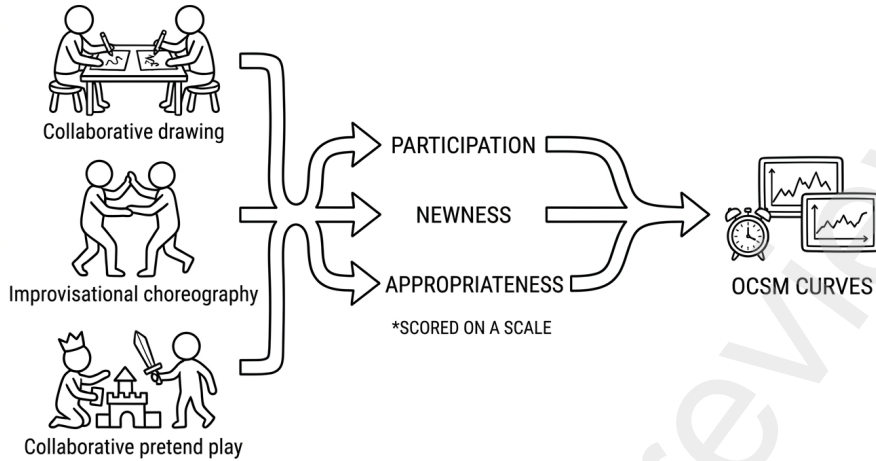 Collaborative drawing
PARTICIPATION
NEWNESS
Improvisational choreography
APPROPRIATENESS
OCSM CURVES
*SCORED ON A SCALE
Collaborative pretend play